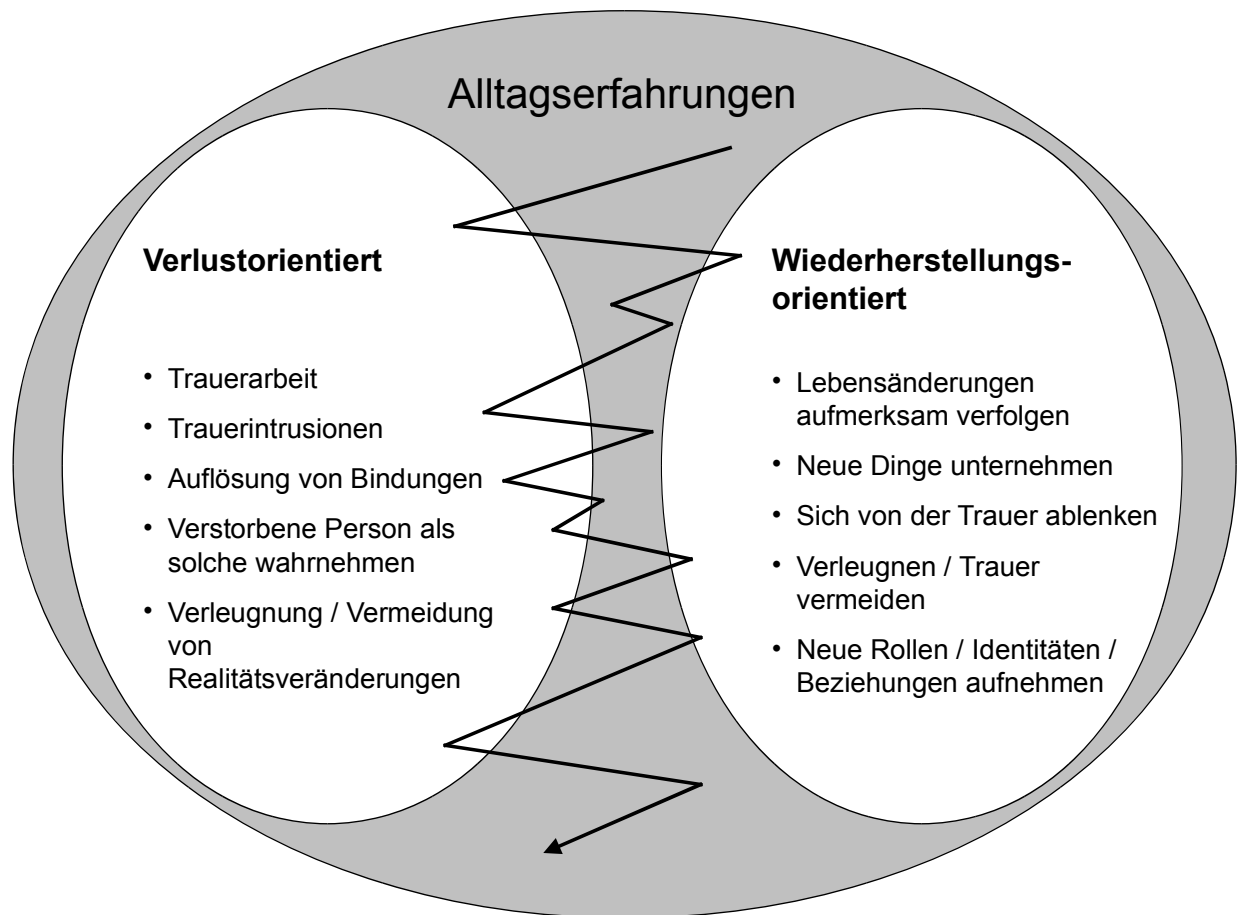 Alltagserfahrungen
Verlustorientiert
• Trauerarbeit
• Trauerintrusionen
• Auflösung von Bindungen
• Verstorbene Person als
solche wahrnehmen
• Verleugnung / Vermeidung
von
Realitätsveränderungen
Wiederherstellungs-
orientiert
• Lebensänderungen
aufmerksam verfolgen
• Neue Dinge unternehmen
• Sich von der Trauer ablenken
• Verleugnen / Trauer
vermeiden
• Neue Rollen / Identitäten /
Beziehungen aufnehmen